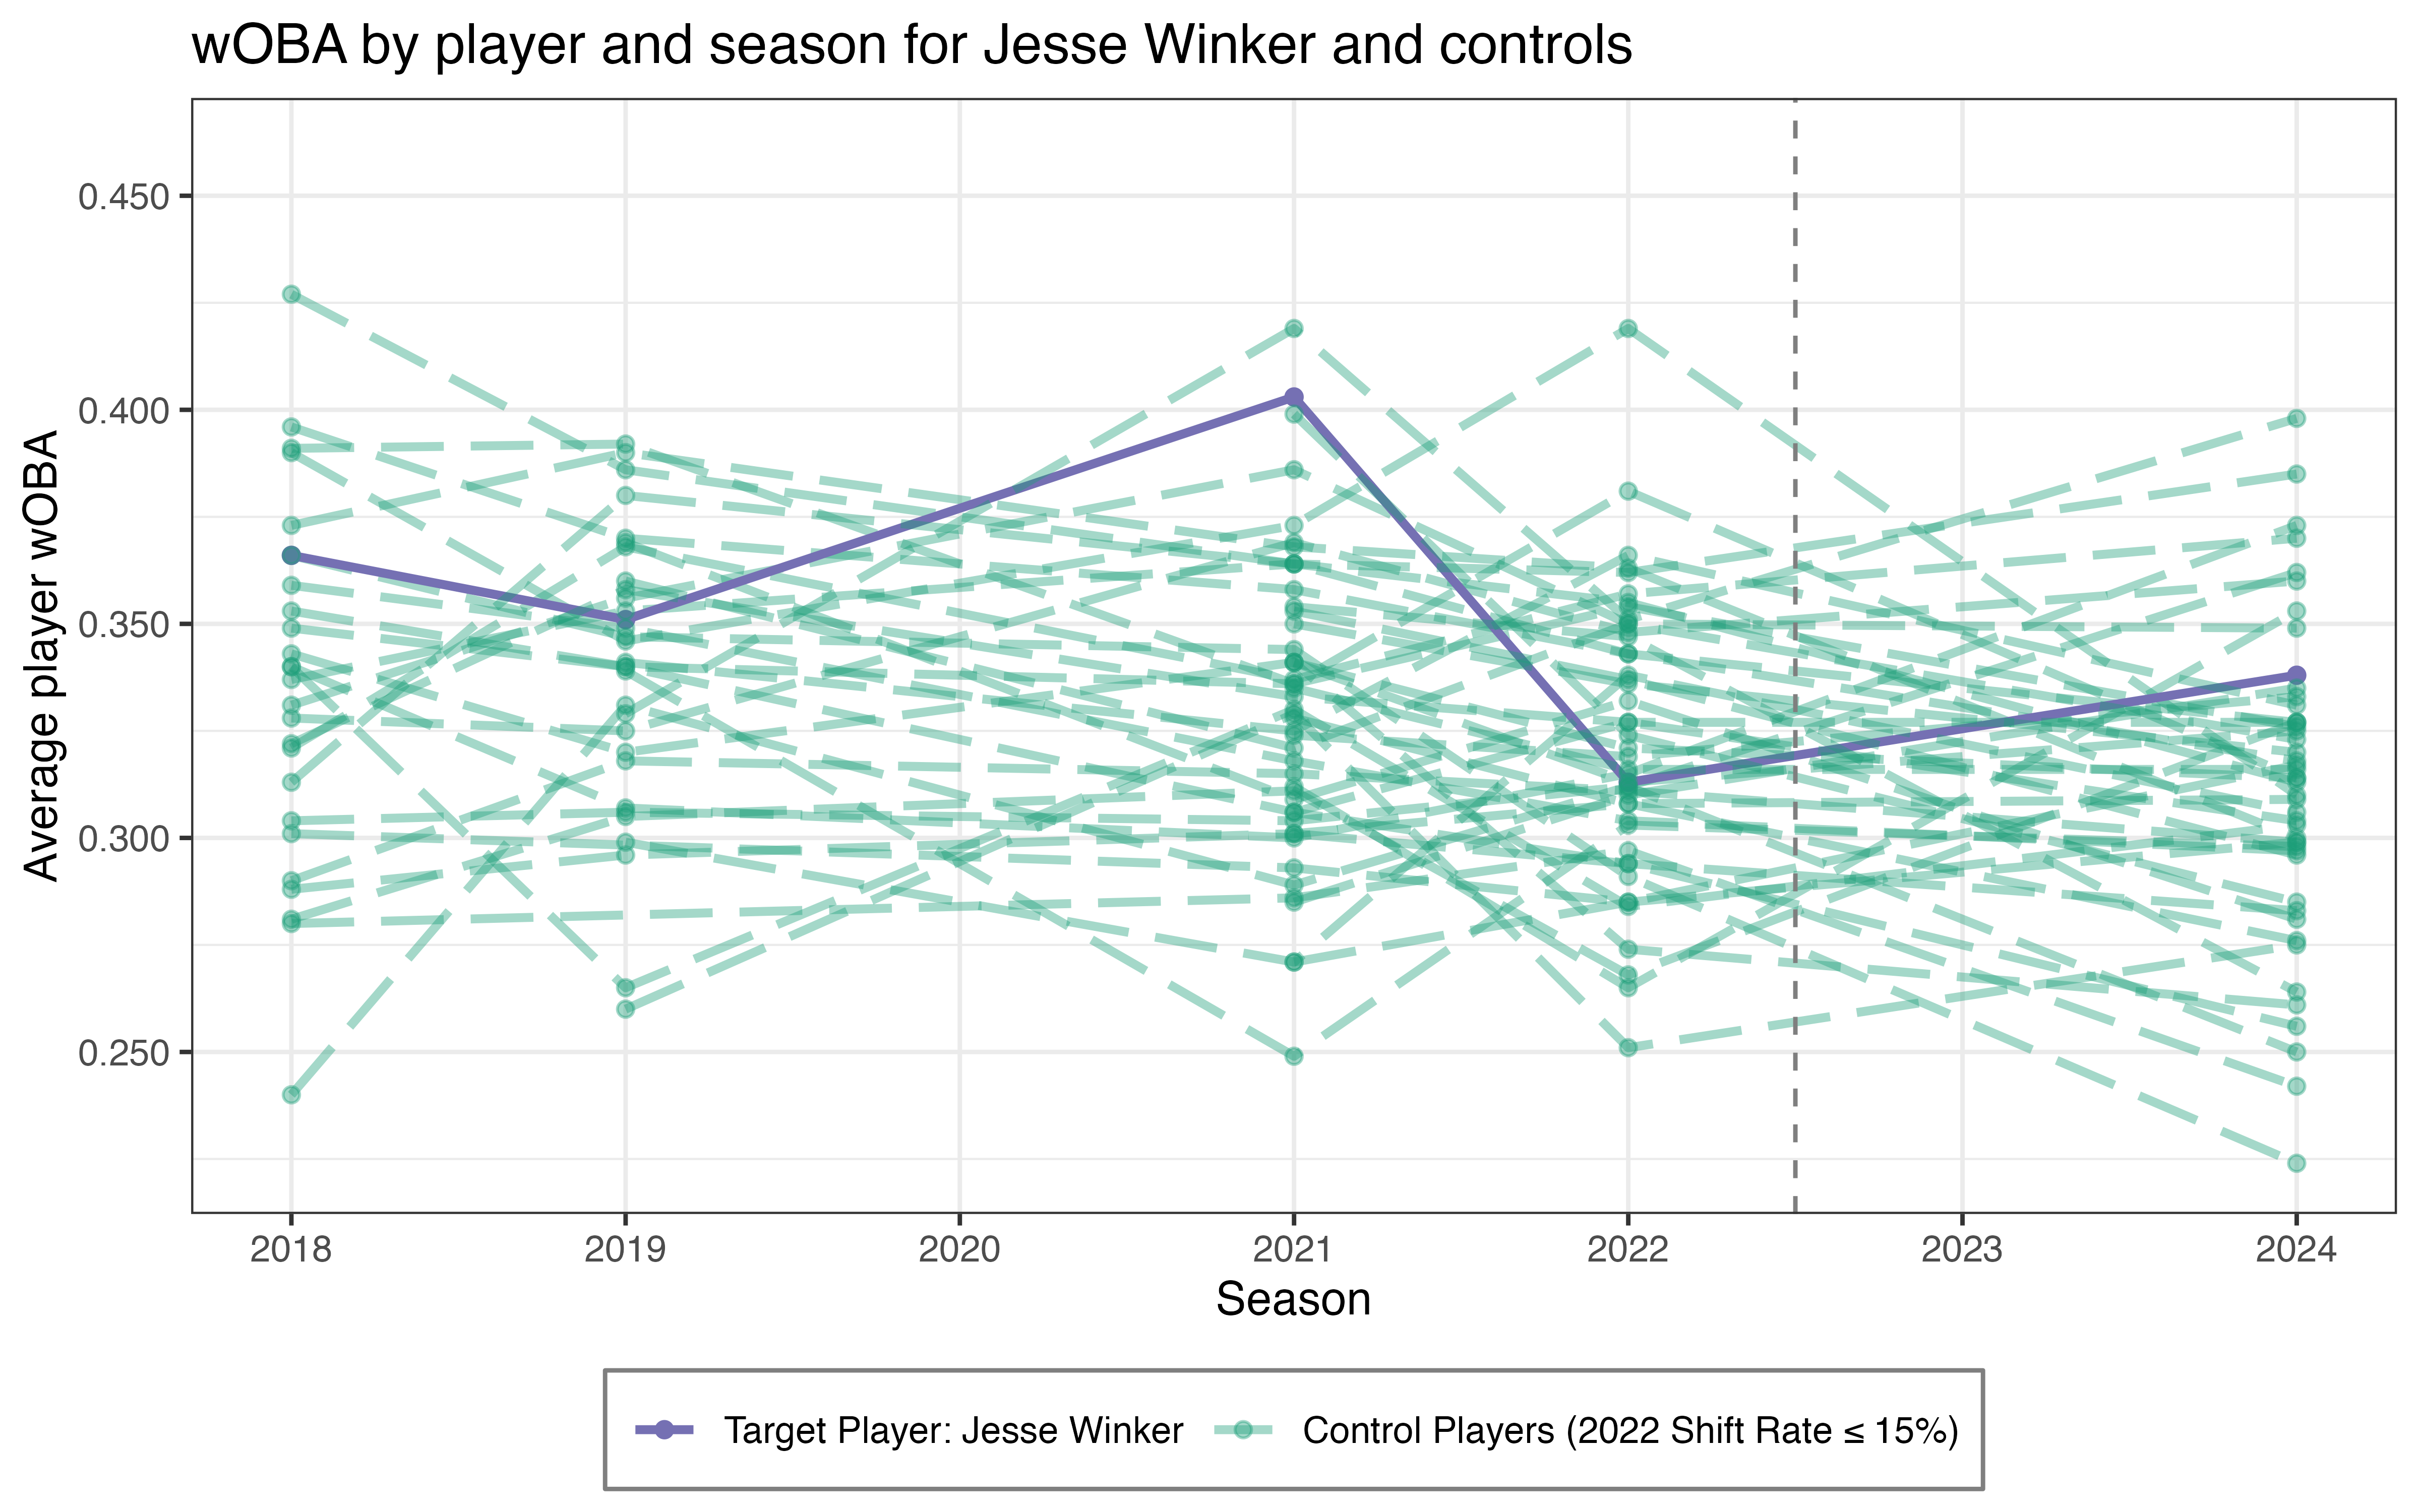 wOBA by player and season for Jesse Winker and controls
Average player wOBA
0.450
0.400
0.350
0.300
0.250
2018 2019 2020 2021 2022 2023 2024
Season
Target Player: Jesse Winker Control Players (2022 Shift Rate ≤ 15%)